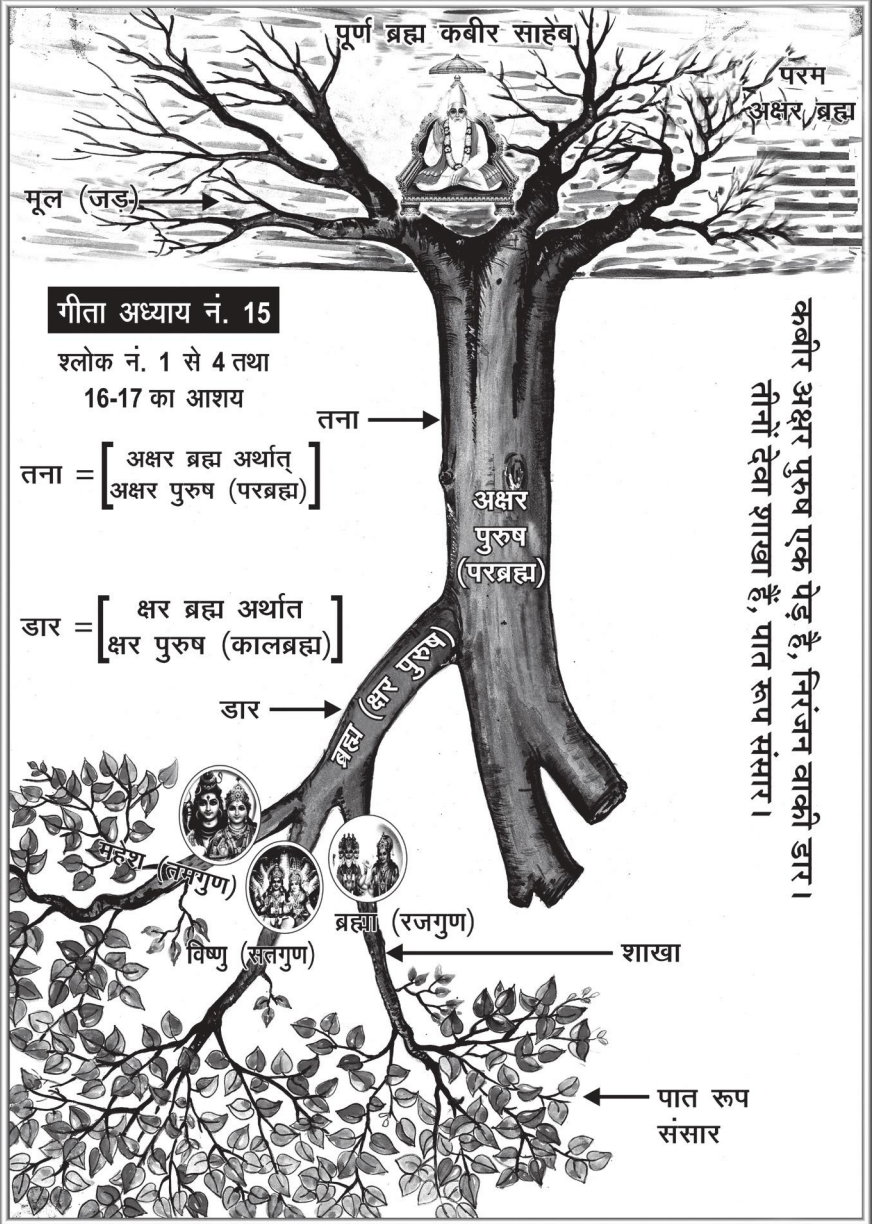 पूर्ण ब्रह्म कबीर साहेब
परम
अक्षर ब्रह्म
मूल (जड़)
गीता अध्याय नं. 15
श्लोक नं. 1 से 4 तथा
16-17 का आशय
तना
तना = [अक्षर ब्रह्म अर्थात्
अक्षर पुरुष (परब्रह्म)]
अक्षर
पुरुष
(परब्रह्म)
डार = [क्षर ब्रह्म अर्थात
क्षर पुरुष (कालब्रह्म)]
डार
ब्रह्म (क्षर पुरुष)
कबीर अक्षर पुरुष एक पेड़ है, निरंजन वाकी डार।
तीनों देवा शाखा हैं, पात रूप संसार।
महेश (तमगुण)
विष्णु (सतगुण)
ब्रह्मा (रजगुण)
शाखा
पात रूप
संसार